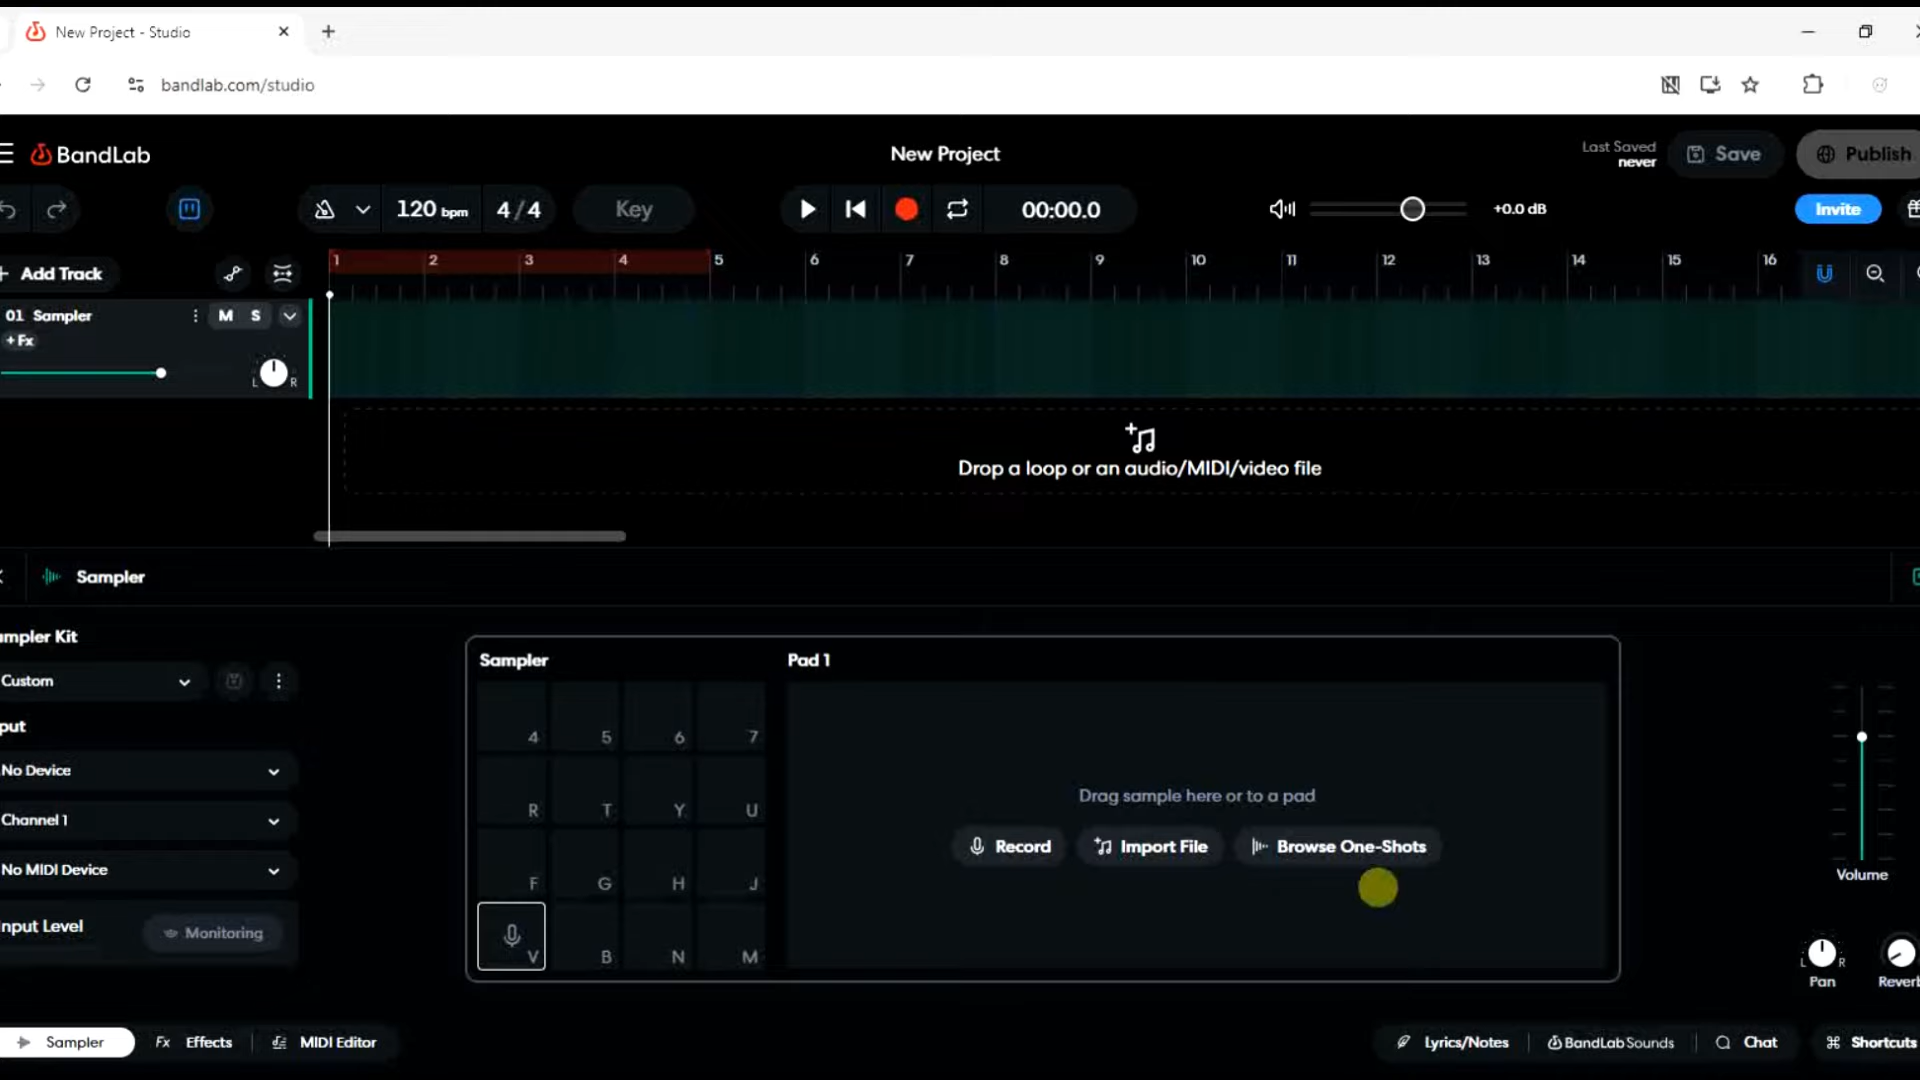 New Project - Studio
bandlab.com/studio
BandLab
New Project
Last Saved
never
Save
Publish
120 bpm
4/4
Key
00:00.0
+0.0 dB
Invite
Add Track
1 2 3 4 5 6 7 8 9 10 11 12 13 14 15 16
01 Sampler
M S
+Fx
L R
Drop a loop or an audio/MIDI/video file
Sampler
ampler Kit
Custom
put
No Device
Channel 1
No MIDI Device
nput Level
Monitoring
Sampler
Pad 1
4 5 6 7
R T Y U
F G H J
V B N M
Drag sample here or to a pad
Record
Import File
Browse One-Shots
Volume
L R
Pan
Reverb
Sampler
Fx Effects
MIDI Editor
Lyrics/Notes
BandLab Sounds
Chat
Shortcuts